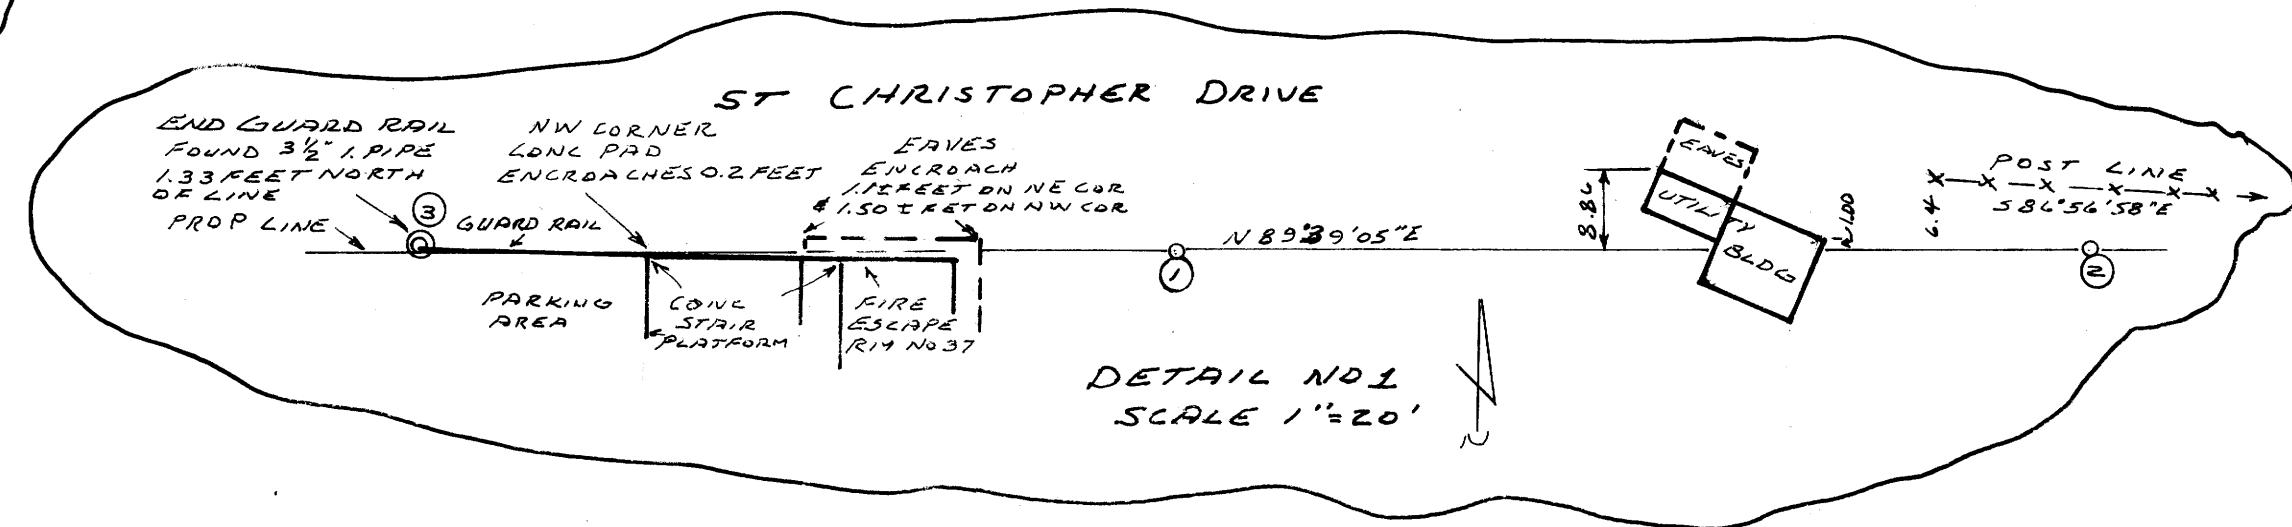 ST CHRISTOPHER DRIVE
END GUARD RAIL
FOUND 3½" I. PIPE
1.33 FEET NORTH
OF LINE
PROP LINE
3
GUARD RAIL
NW CORNER
CONC PAD
ENCROACHES 0.2 FEET
EAVES
ENCROACH
1.1± FEET ON NE COR
& 1.50 ± FEET ON NW COR
PARKING
AREA
CONC
STAIR
PLATFORM
FIRE
ESCAPE
RM NO 37
1
N 89°39'05"E
8.86
EAVES
UTILITY
BLDG
1.00
6.4
POST LINE
S 86°56'58"E
2
DETAIL NO 1
SCALE 1"=20'
N